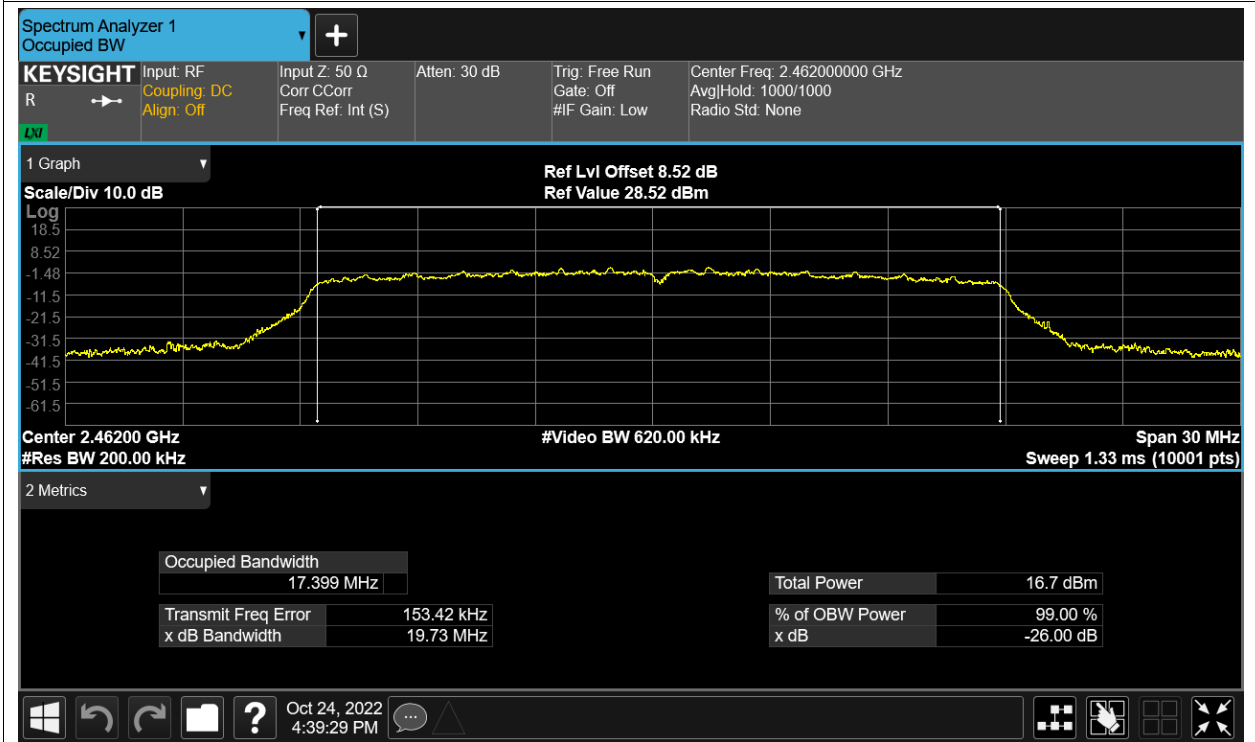 Spectrum Analyzer 1
Occupied BW
KEYSIGHT
R
LXI
Input: RF
Coupling: DC
Align: Off
Input Z: 50 Ω
Corr CCorr
Freq Ref: Int (S)
Atten: 30 dB
Trig: Free Run
Gate: Off
#IF Gain: Low
Center Freq: 2.462000000 GHz
Avg|Hold: 1000/1000
Radio Std: None
1 Graph
Scale/Div 10.0 dB
Ref Lvl Offset 8.52 dB
Ref Value 28.52 dBm
Log
18.5
8.52
-1.48
-11.5
-21.5
-31.5
-41.5
-51.5
-61.5
Center 2.46200 GHz
#Res BW 200.00 kHz
#Video BW 620.00 kHz
Span 30 MHz
Sweep 1.33 ms (10001 pts)
2 Metrics
Occupied Bandwidth
17.399 MHz
Transmit Freq Error 153.42 kHz
x dB Bandwidth 19.73 MHz
Total Power 16.7 dBm
% of OBW Power 99.00 %
x dB -26.00 dB
?
Oct 24, 2022
4:39:29 PM